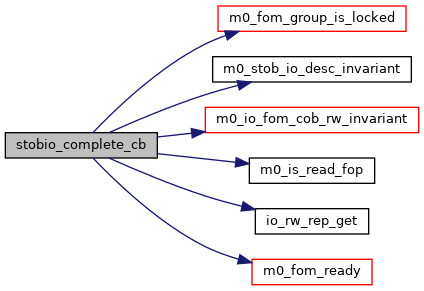 m0_fom_group_is_locked
m0_stob_io_desc_invariant
m0_io_fom_cob_rw_invariant
stobio_complete_cb
m0_is_read_fop
io_rw_rep_get
m0_fom_ready